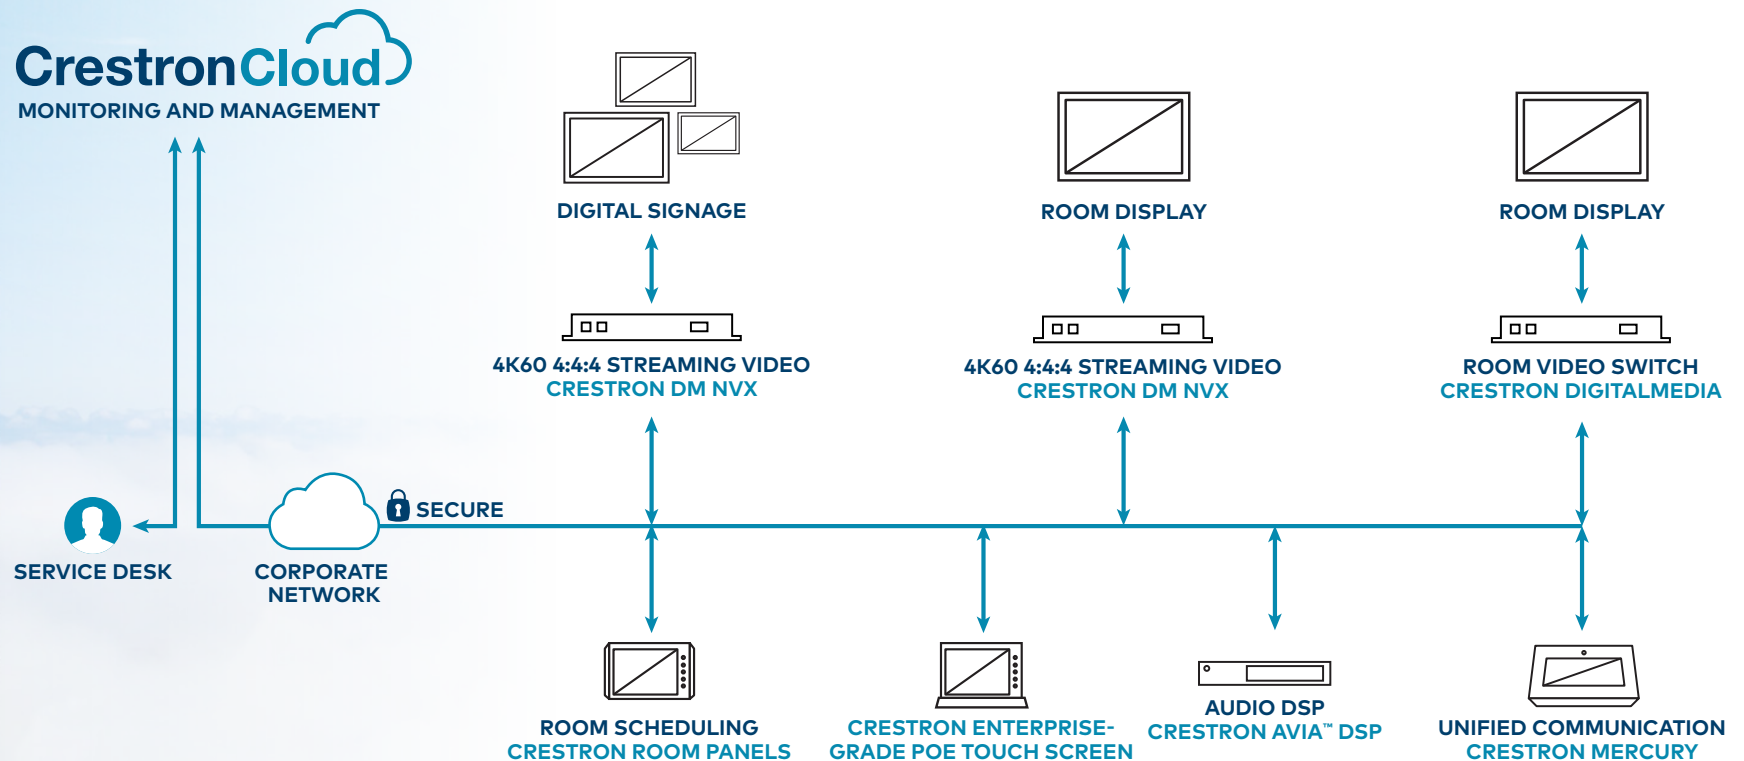 CrestronCloud
MONITORING AND MANAGEMENT
DIGITAL SIGNAGE
ROOM DISPLAY
ROOM DISPLAY
4K60 4:4:4 STREAMING VIDEO
CRESTRON DM NVX
4K60 4:4:4 STREAMING VIDEO
CRESTRON DM NVX
ROOM VIDEO SWITCH
CRESTRON DIGITALMEDIA
SECURE
SERVICE DESK
CORPORATE
NETWORK
ROOM SCHEDULING
CRESTRON ROOM PANELS
CRESTRON ENTERPRISE-
GRADE POE TOUCH SCREEN
AUDIO DSP
CRESTRON AVIA™ DSP
UNIFIED COMMUNICATION
CRESTRON MERCURY